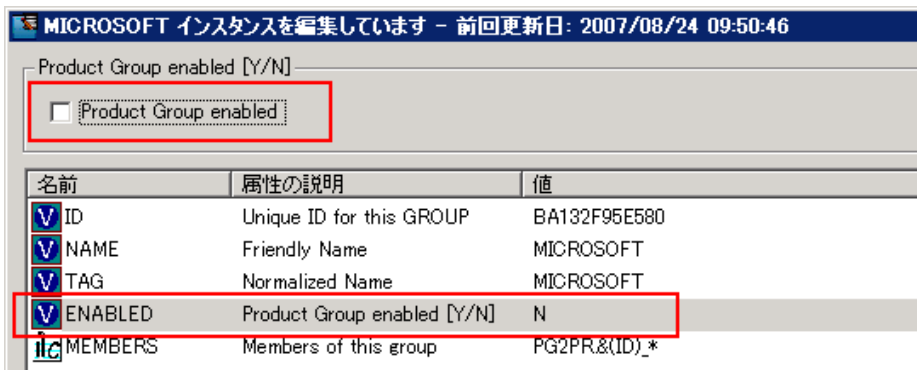 MICROSOFT インスタンスを編集しています - 前回更新日: 2007/08/24 09:50:46
Product Group enabled [Y/N]
Product Group enabled
名前 属性の説明 値
V ID Unique ID for this GROUP BA132F95E580
V NAME Friendly Name MICROSOFT
V TAG Normalized Name MICROSOFT
V ENABLED Product Group enabled [Y/N] N
MEMBERS Members of this group PG2PR.&(ID)_*